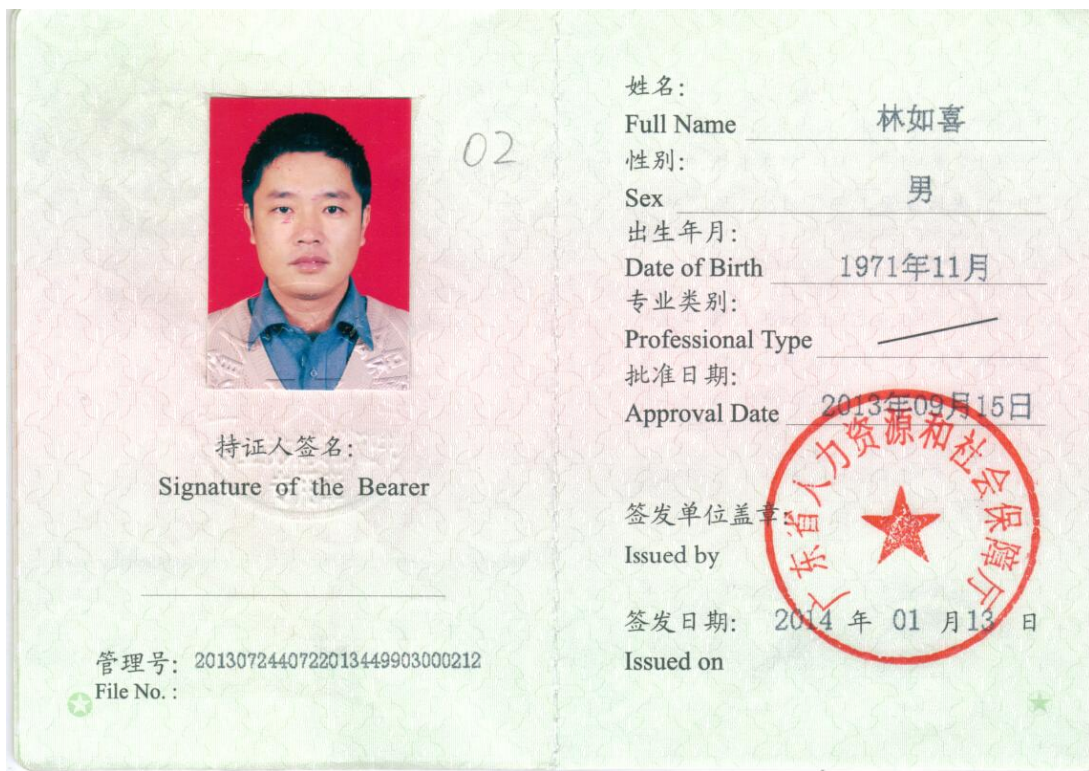 02
持证人签名:
Signature of the Bearer
管理号: 2013072440722013449903000212
File No. :
姓名:
Full Name 林如喜
性别:
Sex 男
出生年月:
Date of Birth 1971年11月
专业类别:
Professional Type
批准日期:
Approval Date 2013年09月15日
签发单位盖章:
Issued by
广东省人力资源和社会保障厅
签发日期: 2014 年 01 月 13 日
Issued on